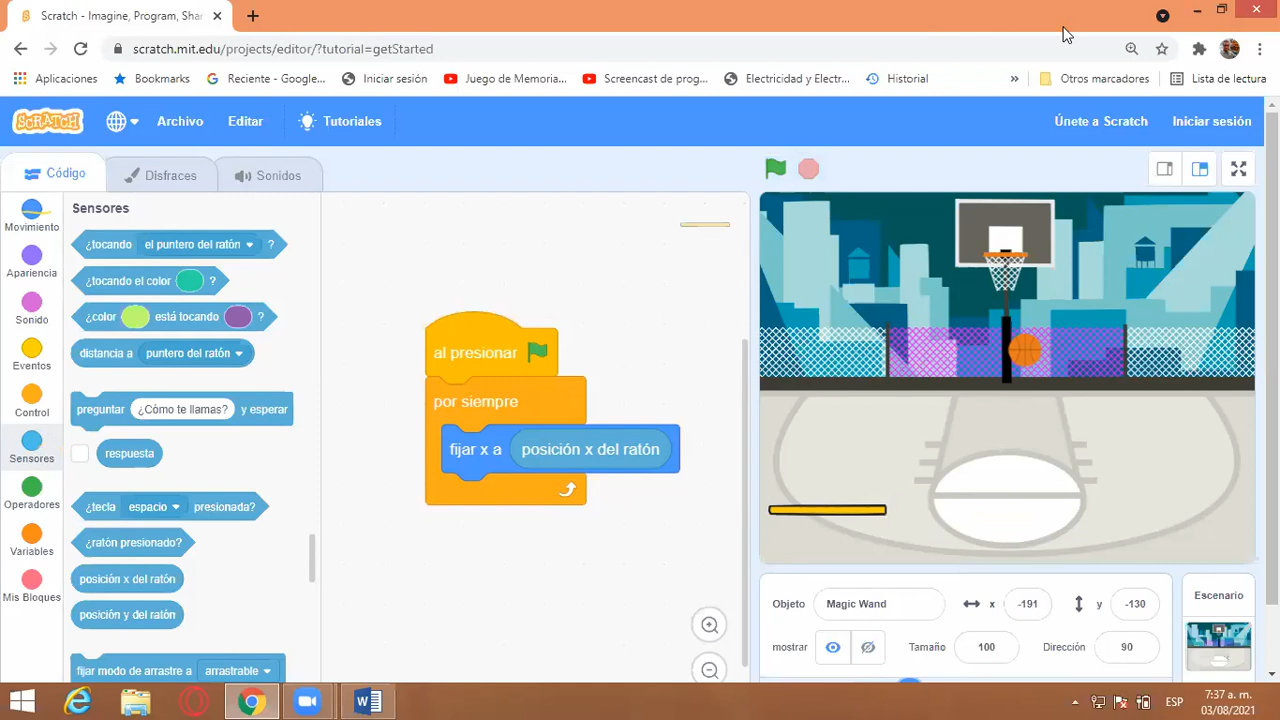 Scratch - Imagine, Program, Shar
scratch.mit.edu/projects/editor/?tutorial=getStarted
Aplicaciones
Bookmarks
Reciente - Google...
Iniciar sesión
Juego de Memoria...
Screencast de prog...
Electricidad y Electr...
Historial
»
Otros marcadores
Lista de lectura
SCRATCH
Archivo
Editar
Tutoriales
Únete a Scratch
Iniciar sesión
Código
Disfraces
Sonidos
Movimiento
Apariencia
Sonido
Eventos
Control
Sensores
Operadores
Variables
Mis Bloques
Sensores
¿tocando el puntero del ratón ?
¿tocando el color ?
¿color está tocando ?
distancia a puntero del ratón
preguntar ¿Cómo te llamas? y esperar
respuesta
¿tecla espacio presionada?
¿ratón presionado?
posición x del ratón
posición y del ratón
fijar modo de arrastre a arrastrable
al presionar
por siempre
fijar x a posición x del ratón
Objeto Magic Wand x -191 y -130
mostrar Tamaño 100 Dirección 90
Escenario
ESP
7:37 a. m.
03/08/2021